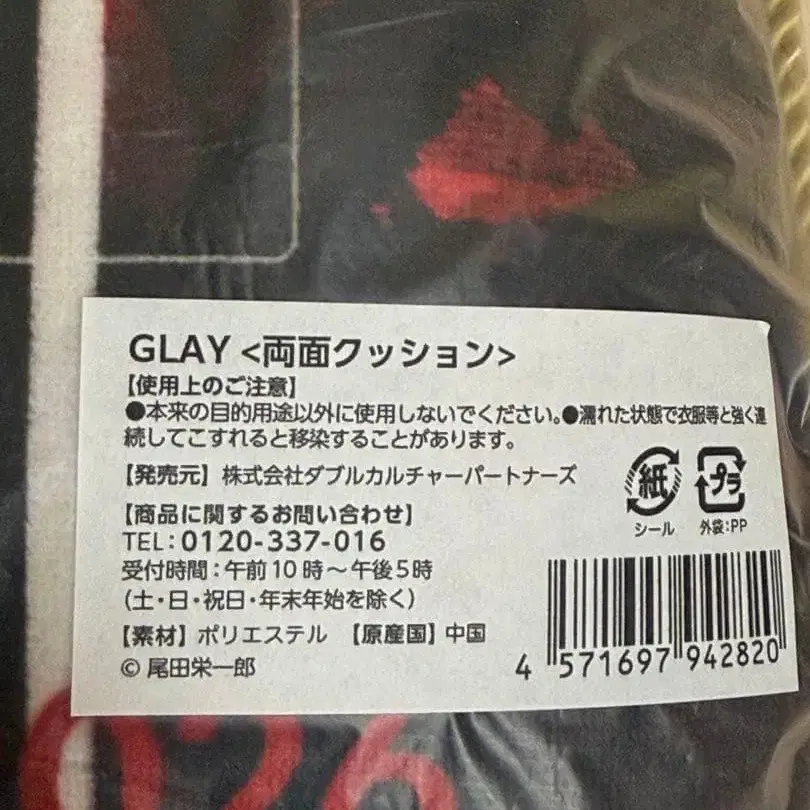 GLAY <両面クッション>
【使用上のご注意】
●本来の目的用途以外に使用しないでください。●濡れた状態で衣服等と強く連
続してこすれると移染することがあります。
【発売元】 株式会社ダブルカルチャーパートナーズ
【商品に関するお問い合わせ】
TEL：0120-337-016
受付時間：午前10時～午後5時
(土・日・祝日・年末年始を除く)
【素材】ポリエステル 【原産国】中国
© 尾田栄一郎
紙
シール
プラ
外袋：PP
4 571697 942820
026